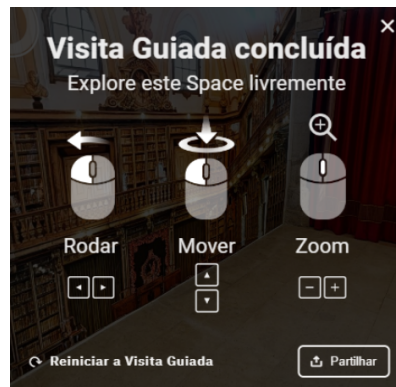 Visita Guiada concluída
Explore este Space livremente
Rodar Mover Zoom
Reiniciar a Visita Guiada Partilhar